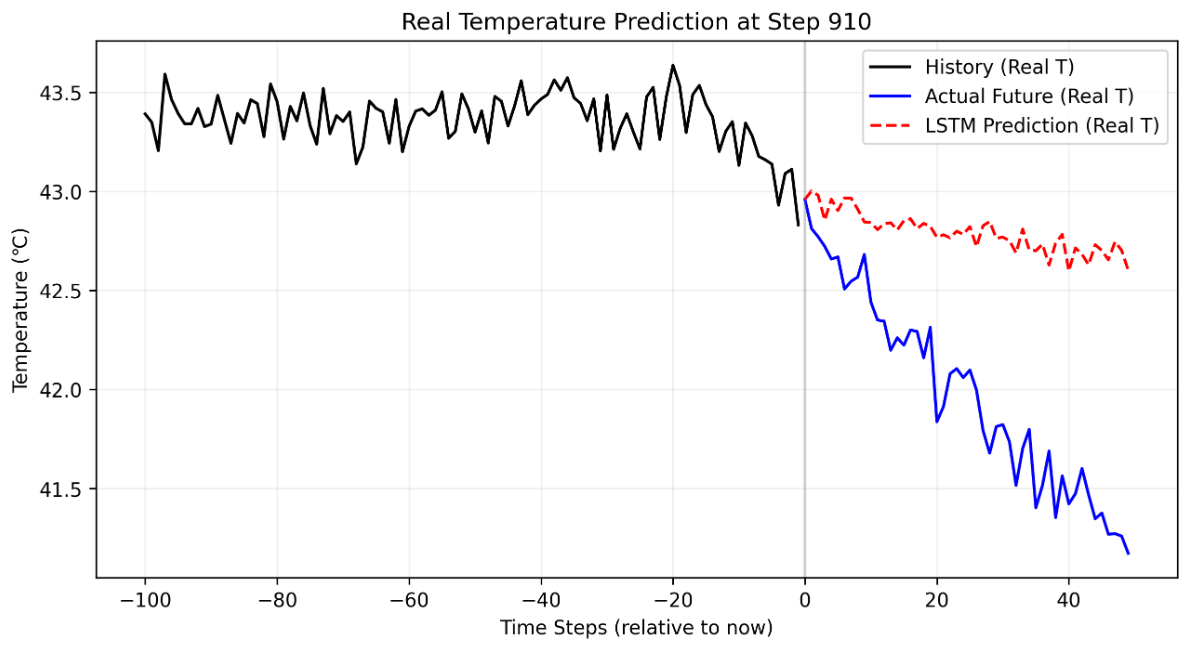 Real Temperature Prediction at Step 910
History (Real T)
Actual Future (Real T)
LSTM Prediction (Real T)
Temperature (°C)
43.5
43.0
42.5
42.0
41.5
−100
−80
−60
−40
−20
0
20
40
Time Steps (relative to now)